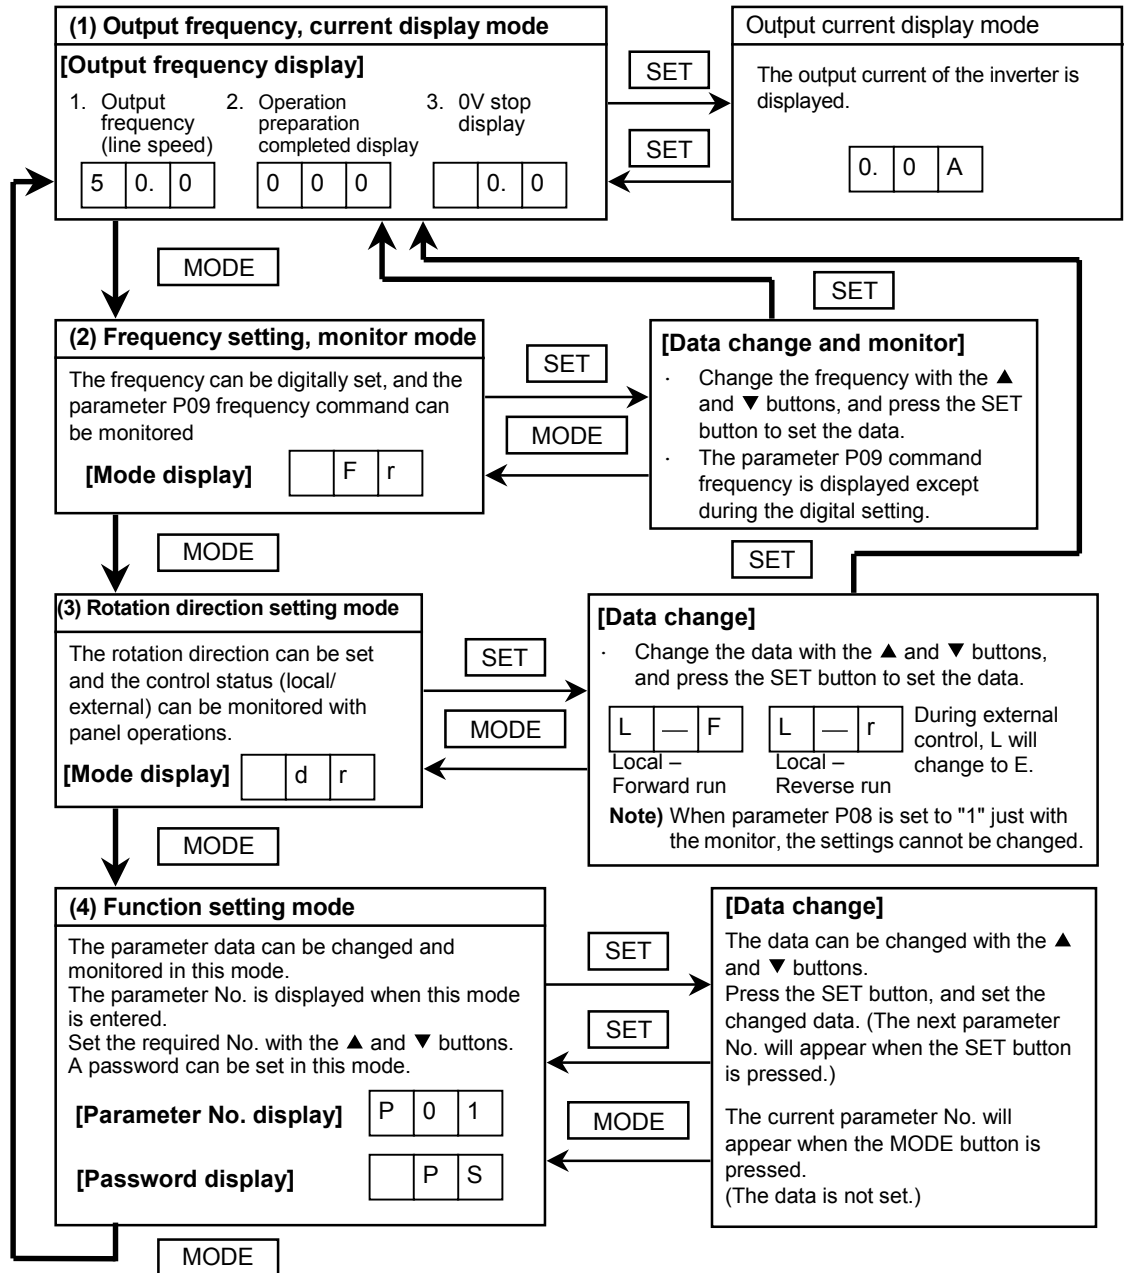 (1) Output frequency, current display mode
[Output frequency display]
1. Output
frequency
(line speed)
2. Operation
preparation
completed display
3. 0V stop
display
5 0. 0
0 0 0
0. 0
SET
SET
Output current display mode
The output current of the inverter is
displayed.
0. 0 A
MODE
SET
(2) Frequency setting, monitor mode
The frequency can be digitally set, and the
parameter P09 frequency command can
be monitored
[Mode display]
F r
SET
MODE
[Data change and monitor]
· Change the frequency with the ▲
and ▼ buttons, and press the SET
button to set the data.
· The parameter P09 command
frequency is displayed except
during the digital setting.
MODE
SET
(3) Rotation direction setting mode
The rotation direction can be set
and the control status (local/
external) can be monitored with
panel operations.
[Mode display]
d r
SET
MODE
[Data change]
· Change the data with the ▲ and ▼ buttons,
and press the SET button to set the data.
L — F
Local –
Forward run
L — r
Local –
Reverse run
During external
control, L will
change to E.
Note) When parameter P08 is set to "1" just with
the monitor, the settings cannot be changed.
MODE
(4) Function setting mode
The parameter data can be changed and
monitored in this mode.
The parameter No. is displayed when this mode
is entered.
Set the required No. with the ▲ and ▼ buttons.
A password can be set in this mode.
[Parameter No. display]
P 0 1
[Password display]
P S
SET
SET
MODE
[Data change]
The data can be changed with the ▲
and ▼ buttons.
Press the SET button, and set the
changed data. (The next parameter
No. will appear when the SET button
is pressed.)
The current parameter No. will
appear when the MODE button is
pressed.
(The data is not set.)
MODE